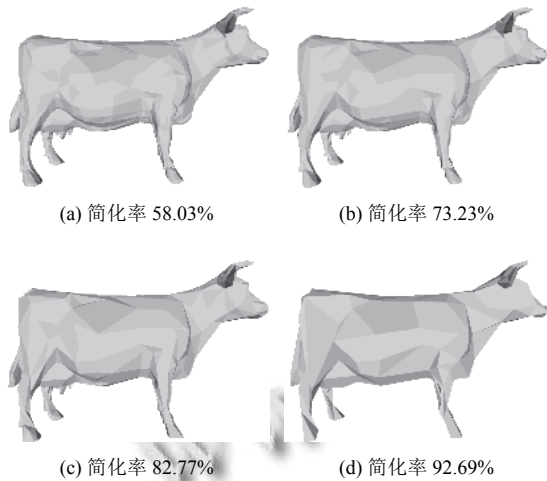 (a) 简化率 58.03%
(b) 简化率 73.23%
(c) 简化率 82.77%
(d) 简化率 92.69%